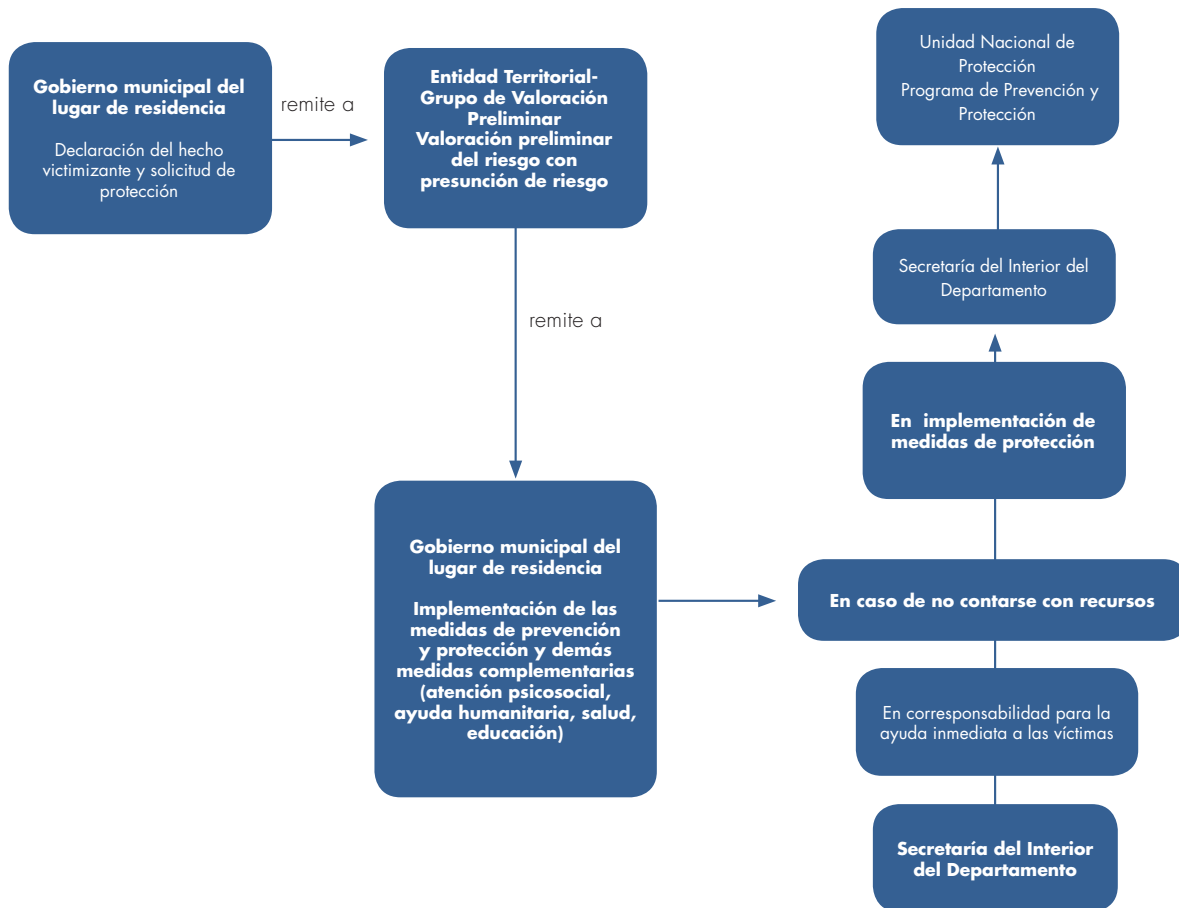 Gobierno municipal del
lugar de residencia
Declaración del hecho
victimizante y solicitud de
protección
remite a
Entidad Territorial-
Grupo de Valoración
Preliminar
Valoración preliminar
del riesgo con
presunción de riesgo
remite a
Gobierno municipal del
lugar de residencia
Implementación de las
medidas de prevención
y protección y demás
medidas complementarias
(atención psicosocial,
ayuda humanitaria, salud,
educación)
Unidad Nacional de
Protección
Programa de Prevención y
Protección
Secretaría del Interior del
Departamento
En implementación de
medidas de protección
En caso de no contarse con recursos
En corresponsabilidad para la
ayuda inmediata a las víctimas
Secretaría del Interior
del Departamento